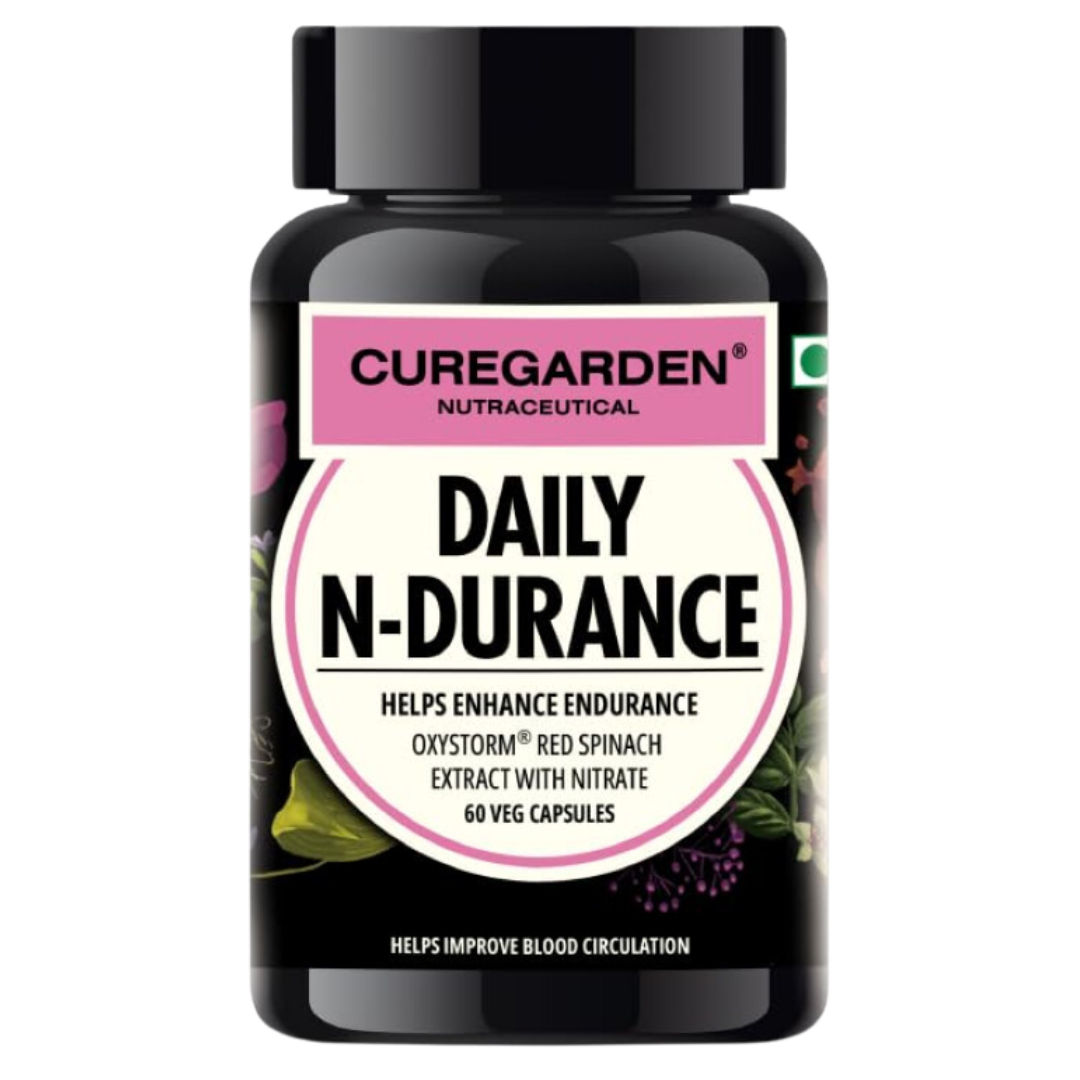 CUREGARDEN®
NUTRACEUTICAL
DAILY
N-DURANCE
HELPS ENHANCE ENDURANCE
OXYSTORM® RED SPINACH
EXTRACT WITH NITRATE
60 VEG CAPSULES
HELPS IMPROVE BLOOD CIRCULATION